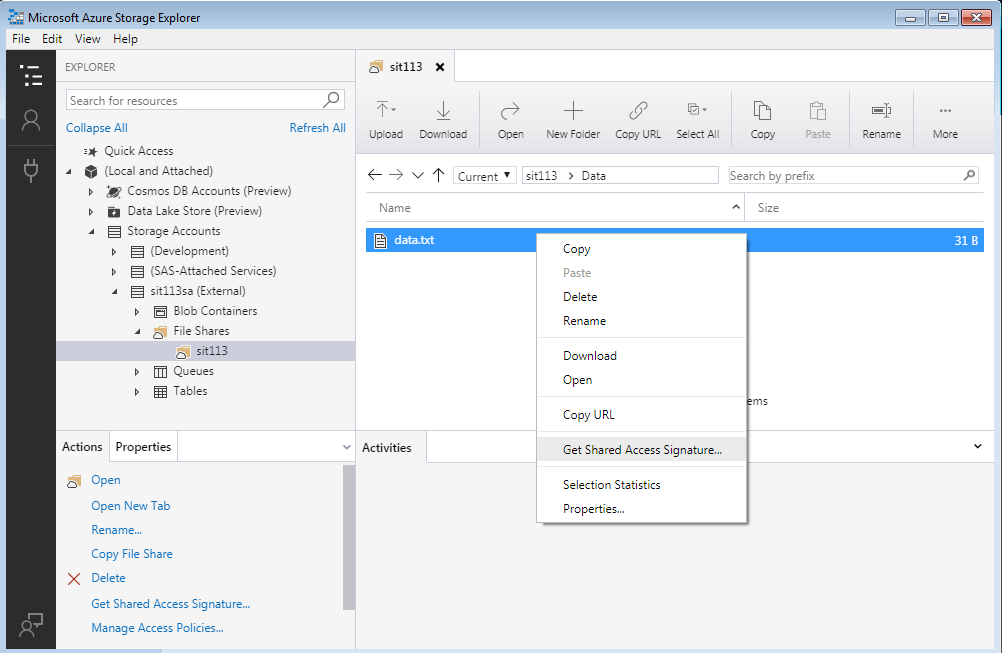 Microsoft Azure Storage Explorer
File Edit View Help
EXPLORER
Search for resources
Collapse All Refresh All
Quick Access
(Local and Attached)
Cosmos DB Accounts (Preview)
Data Lake Store (Preview)
Storage Accounts
(Development)
(SAS-Attached Services)
sit113sa (External)
Blob Containers
File Shares
sit113
Queues
Tables
Actions Properties
Open
Open New Tab
Rename...
Copy File Share
Delete
Get Shared Access Signature...
Manage Access Policies...
sit113
Upload Download Open New Folder Copy URL Select All Copy Paste Rename More
Current sit113 Data Search by prefix
Name Size
data.txt 31 B
Copy
Paste
Delete
Rename
Download
Open
Copy URL
Get Shared Access Signature...
Selection Statistics
Properties...
Activities